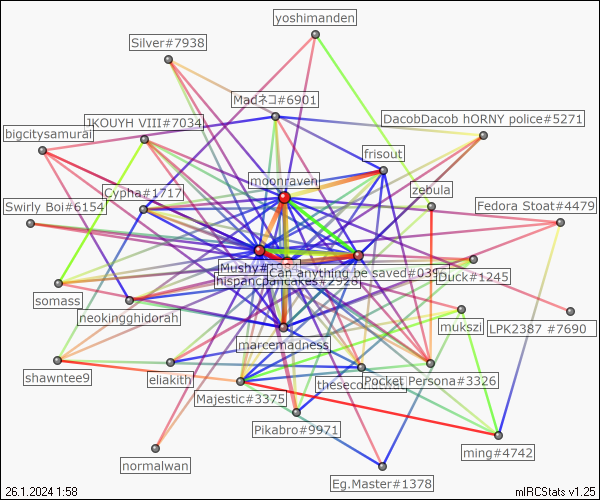 yoshimanden
Silver#7938
Madネコ#6901
DacobDacob hORNY police#5271
IKOUYH VIII#7034
bigcitysamurai
frisout
moonraven
zebula
Cypha#1717
Swirly Boi#6154
Fedora Stoat#4479
Mushy#1984
Can anything be saved#039
Duck#1245
hispancpancakes#2928
somass
neokingghidorah
mukszi
LPK2387 #7690
marcemadness
shawntee9
eliakith
Pocket Persona#3326
Majestic#3375
Pikabro#9971
ming#4742
normalwan
Eg.Master#1378
26.1.2024 1:58
mIRCStats v1.25